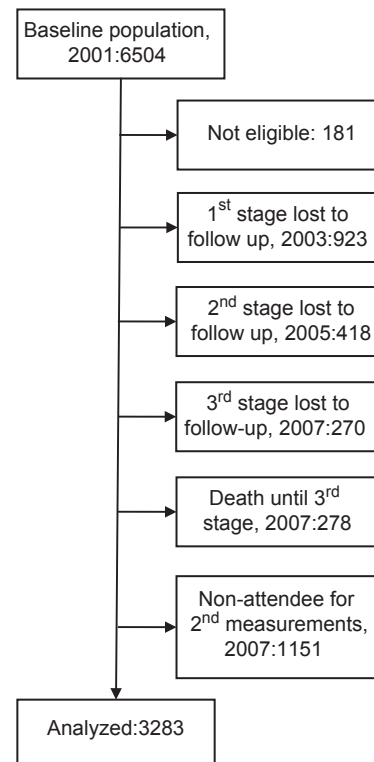 Baseline population,
2001:6504
Not eligible: 181
1st stage lost to
follow up, 2003:923
2nd stage lost to
follow up, 2005:418
3rd stage lost to
follow-up, 2007:270
Death until 3rd
stage, 2007:278
Non-attendee for
2nd measurements,
2007:1151
Analyzed:3283